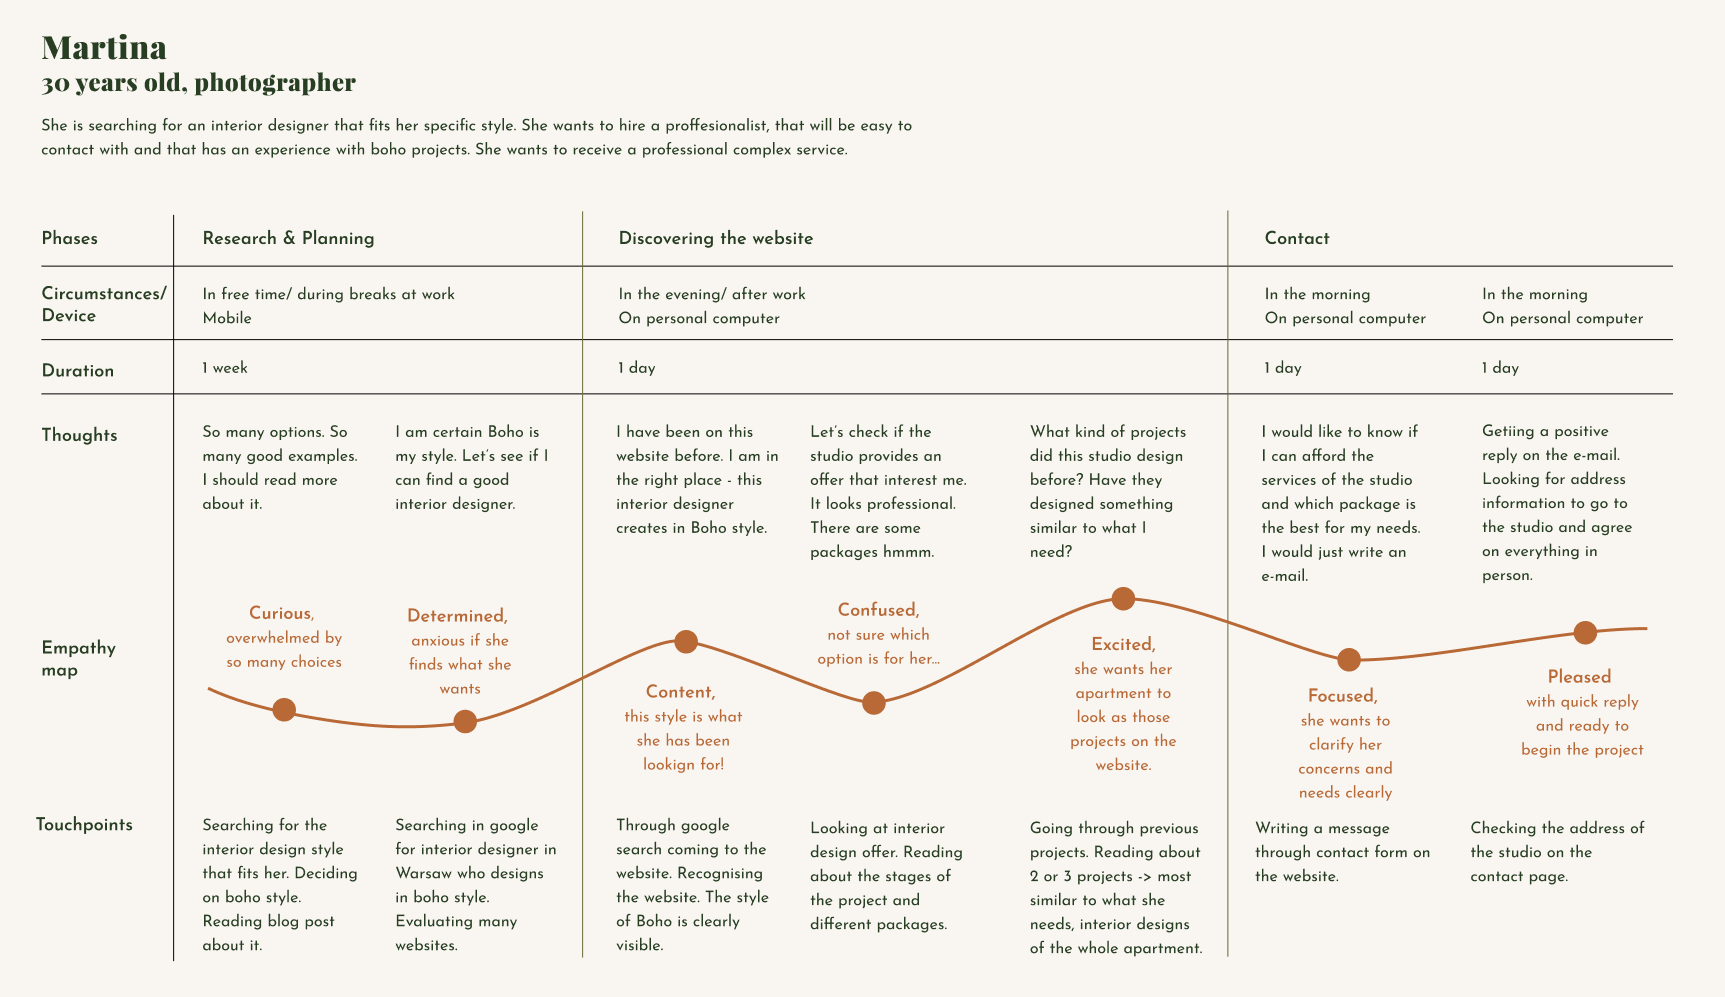 Martina
30 years old, photographer
She is searching for an interior designer that fits her specific style. She wants to hire a proffesionalist, that will be easy to
contact with and that has an experience with boho projects. She wants to receive a professional complex service.
Phases
Research & Planning
Discovering the website
Contact
Circumstances/
Device
In free time/ during breaks at work
Mobile
In the evening/ after work
On personal computer
In the morning
On personal computer
In the morning
On personal computer
Duration
1 week
1 day
1 day
1 day
Thoughts
So many options. So
many good examples.
I should read more
about it.
I am certain Boho is
my style. Let's see if I
can find a good
interior designer.
I have been on this
website before. I am in
the right place - this
interior designer
creates in Boho style.
Let's check if the
studio provides an
offer that interest me.
It looks professional.
There are some
packages hmmm.
What kind of projects
did this studio design
before? Have they
designed something
similar to what I
need?
I would like to know if
I can afford the
services of the studio
and which package is
the best for my needs.
I would just write an
e-mail.
Getiing a positive
reply on the e-mail.
Looking for address
information to go to
the studio and agree
on everything in
person.
Empathy
map
Curious,
overwhelmed by
so many choices
Determined,
anxious if she
finds what she
wants
Content,
this style is what
she has been
lookign for!
Confused,
not sure which
option is for her...
Excited,
she wants her
apartment to
look as those
projects on the
website.
Focused,
she wants to
clarify her
concerns and
needs clearly
Pleased
with quick reply
and ready to
begin the project
Touchpoints
Searching for the
interior design style
that fits her. Deciding
on boho style.
Reading blog post
about it.
Searching in google
for interior designer in
Warsaw who designs
in boho style.
Evaluating many
websites.
Through google
search coming to the
website. Recognising
the website. The style
of Boho is clearly
visible.
Looking at interior
design offer. Reading
about the stages of
the project and
different packages.
Going through previous
projects. Reading about
2 or 3 projects -> most
similar to what she
needs, interior designs
of the whole apartment.
Writing a message
through contact form on
the website.
Checking the address of
the studio on the
contact page.